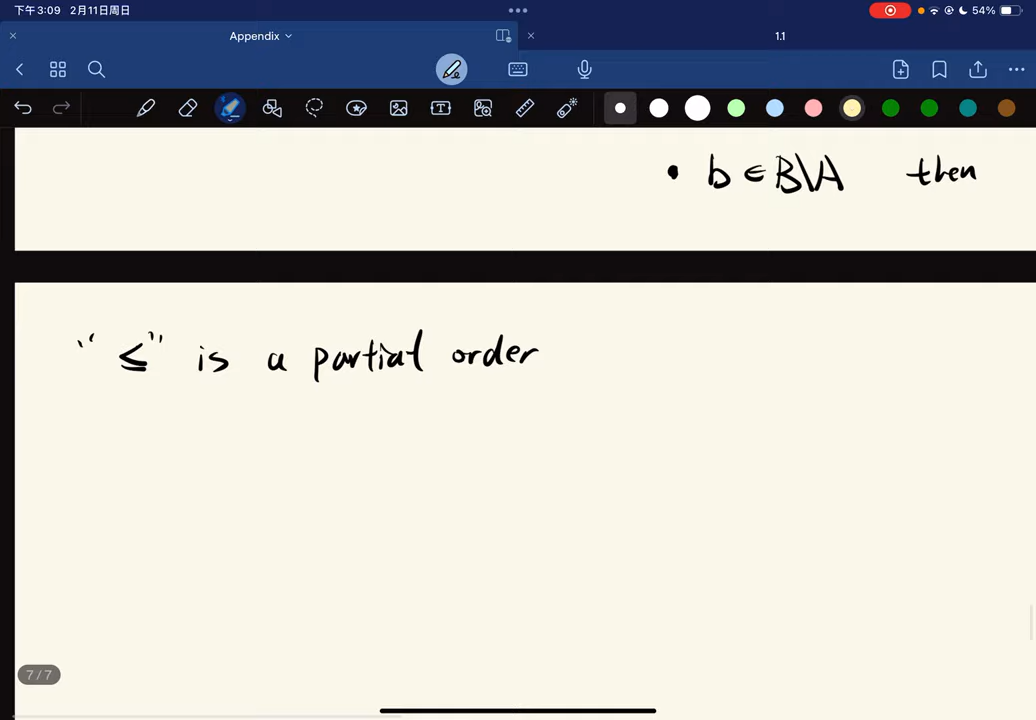 下午3:09 2月11日周日
54%
Appendix
1.1
• b ∈ B\A then
“ ≤ ” is a partial order
7 / 7